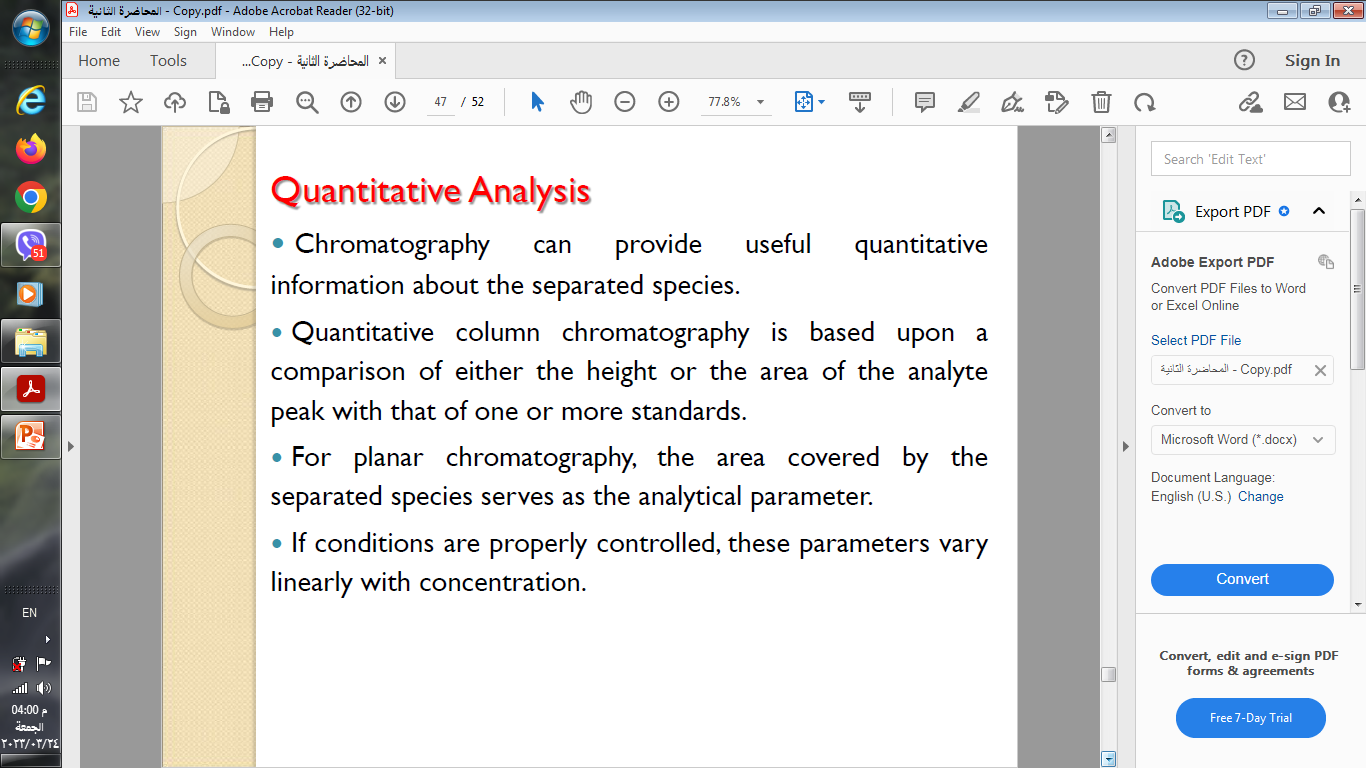 المحاضرة الثانية - Copy.pdf - Adobe Acrobat Reader (32-bit)
File Edit View Sign Window Help
Home Tools المحاضرة الثانية - Copy... × ? Sign In
47 / 52 77.8%
Quantitative Analysis
• Chromatography can provide useful quantitative
information about the separated species.
• Quantitative column chromatography is based upon a
comparison of either the height or the area of the analyte
peak with that of one or more standards.
• For planar chromatography, the area covered by the
separated species serves as the analytical parameter.
• If conditions are properly controlled, these parameters vary
linearly with concentration.
Search 'Edit Text'
Export PDF
Adobe Export PDF
Convert PDF Files to Word
or Excel Online
Select PDF File
المحاضرة الثانية - Copy.pdf
Convert to
Microsoft Word (*.docx)
Document Language:
English (U.S.) Change
Convert
Convert, edit and e-sign PDF
forms & agreements
Free 7-Day Trial
51
EN
04:00 م
الجمعة
٢٠٢٣/٠٣/٢٤